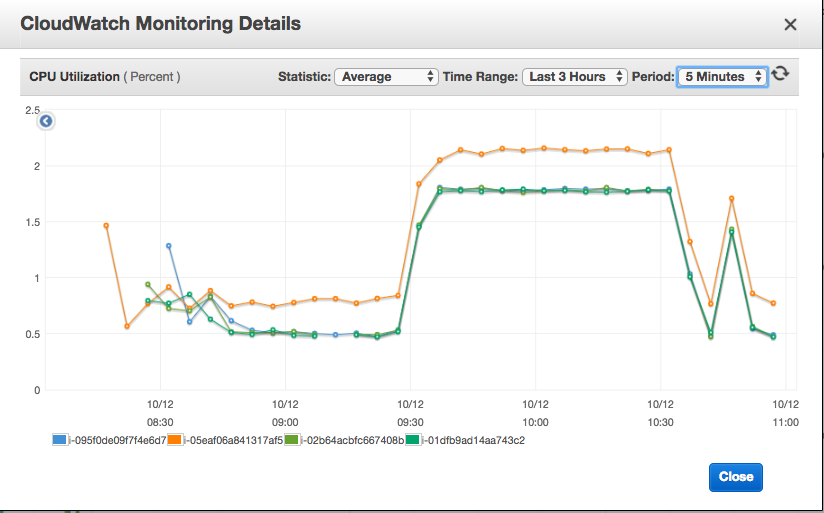 CloudWatch Monitoring Details ×
CPU Utilization ( Percent ) Statistic: Average Time Range: Last 3 Hours Period: 5 Minutes
2.5
2
1.5
1
0.5
0
10/12 10/12 10/12 10/12 10/12 10/12
08:30 09:00 09:30 10:00 10:30 11:00
i-095f0de09f7f4e6d7 i-05eaf06a841317af5 i-02b64acbfc667408b i-01dfb9ad14aa743c2
Close